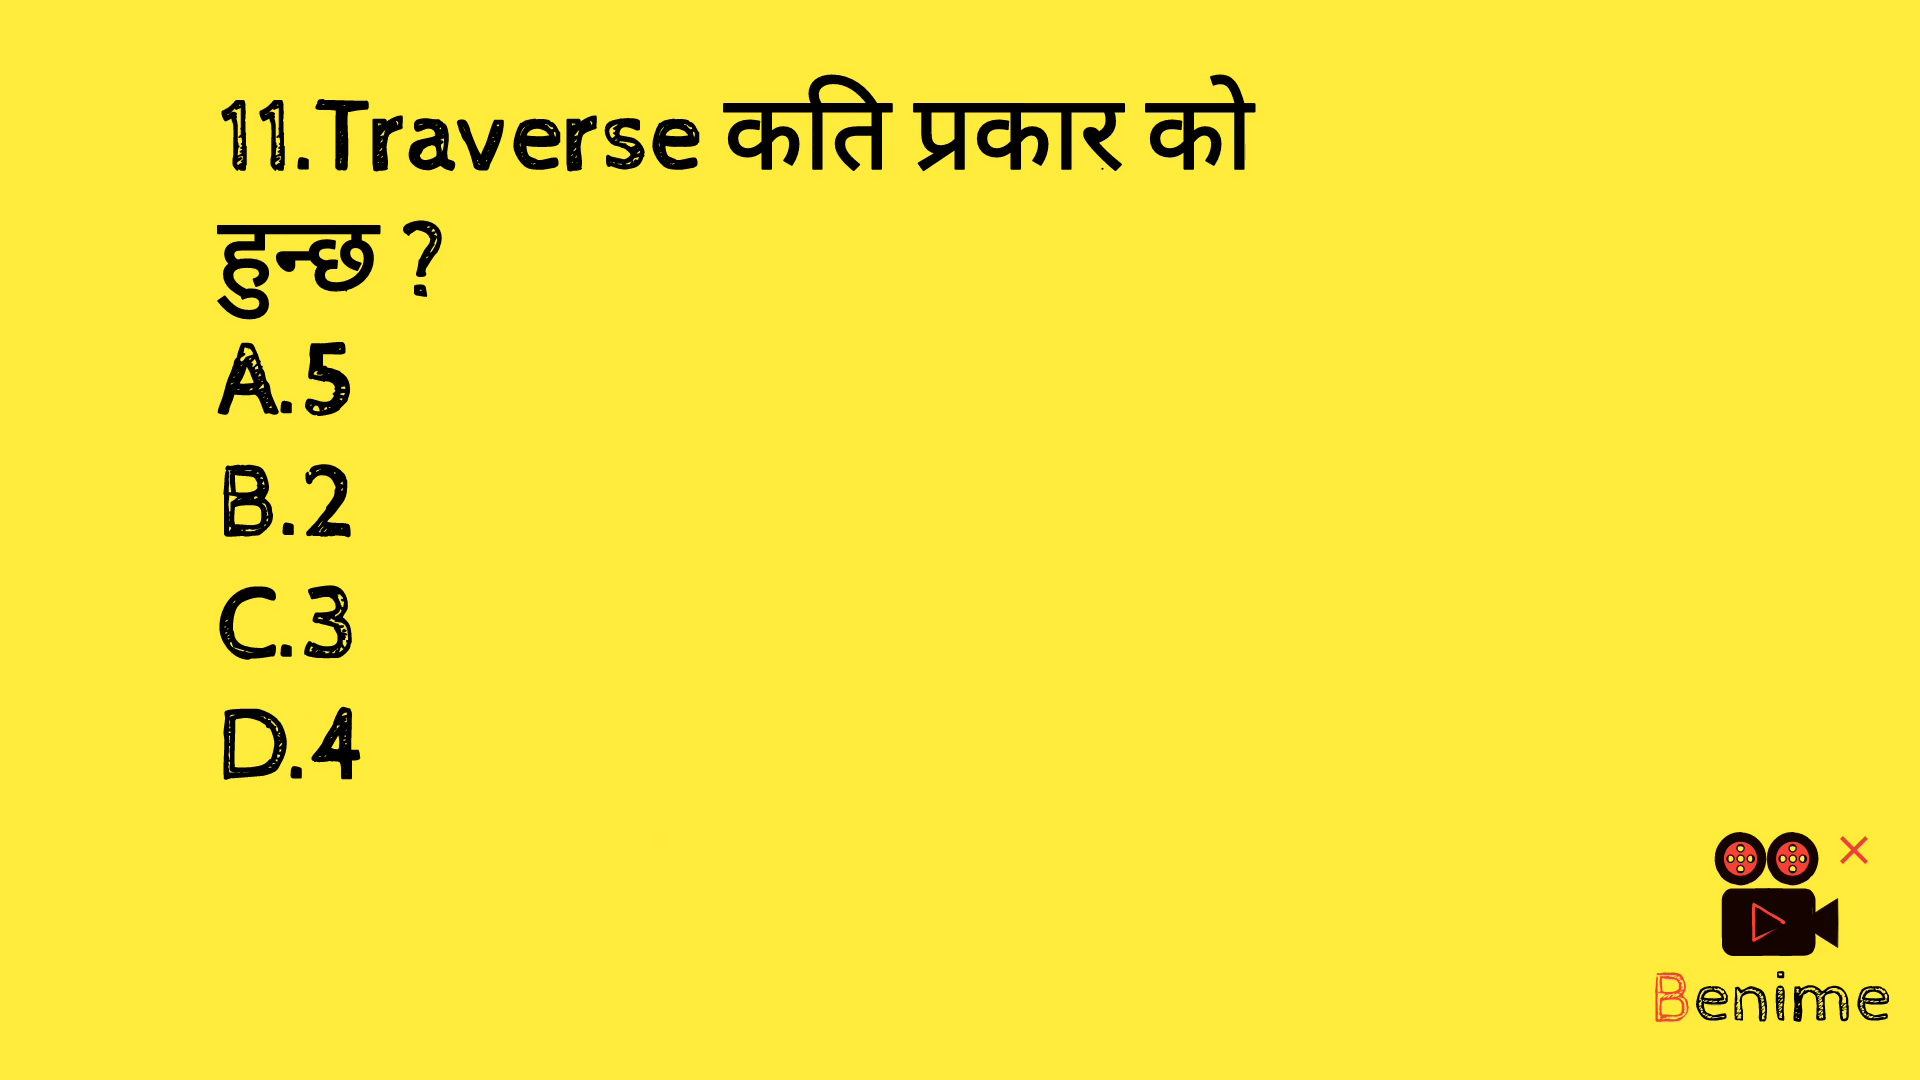 11.Traverse कति प्रकार को
हुन्छ ?
A.5
B.2
C.3
D.4
Benime